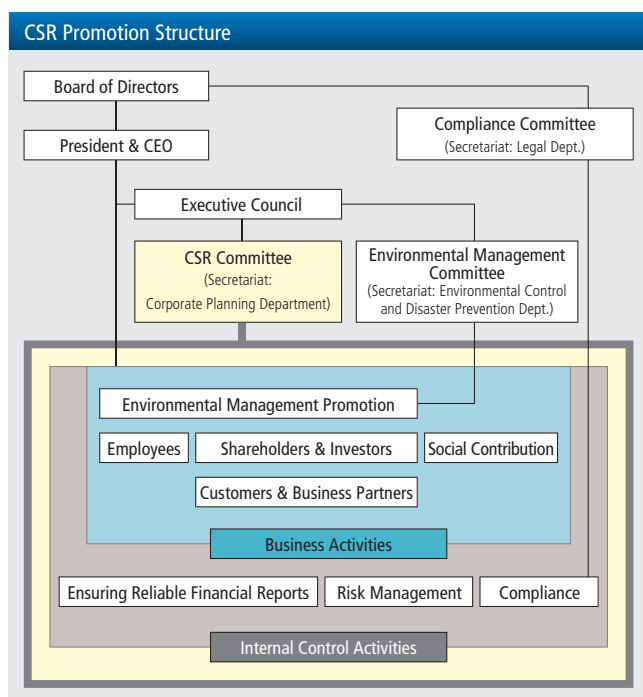 CSR Promotion Structure
Board of Directors
President & CEO
Compliance Committee
(Secretariat: Legal Dept.)
Executive Council
CSR Committee
(Secretariat:
Corporate Planning Department)
Environmental Management
Committee
(Secretariat: Environmental Control
and Disaster Prevention Dept.)
Environmental Management Promotion
Employees
Shareholders & Investors
Social Contribution
Customers & Business Partners
Business Activities
Ensuring Reliable Financial Reports
Risk Management
Compliance
Internal Control Activities